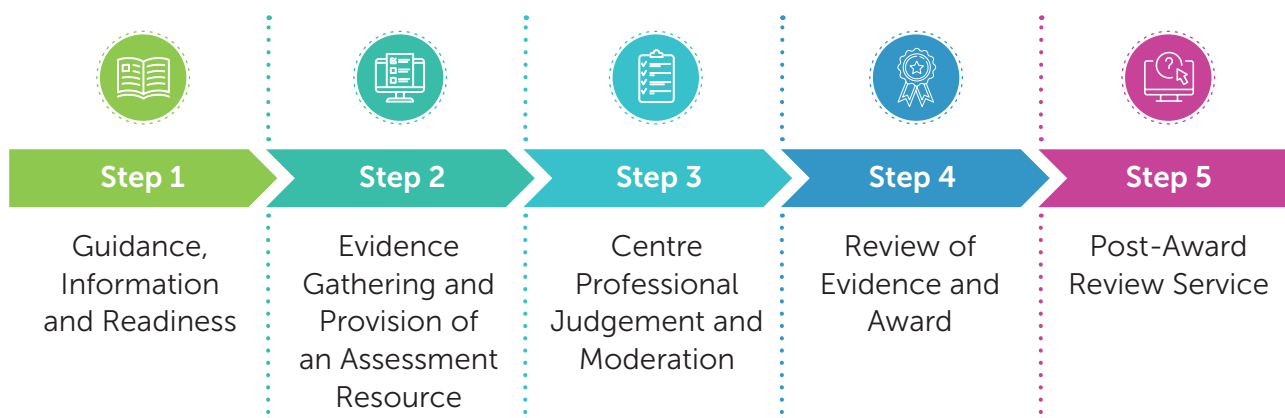 Step 1
Step 2
Step 3
Step 4
Step 5
Guidance,
Information
and Readiness
Evidence
Gathering and
Provision of
an Assessment
Resource
Centre
Professional
Judgement and
Moderation
Review of
Evidence and
Award
Post-Award
Review Service
?